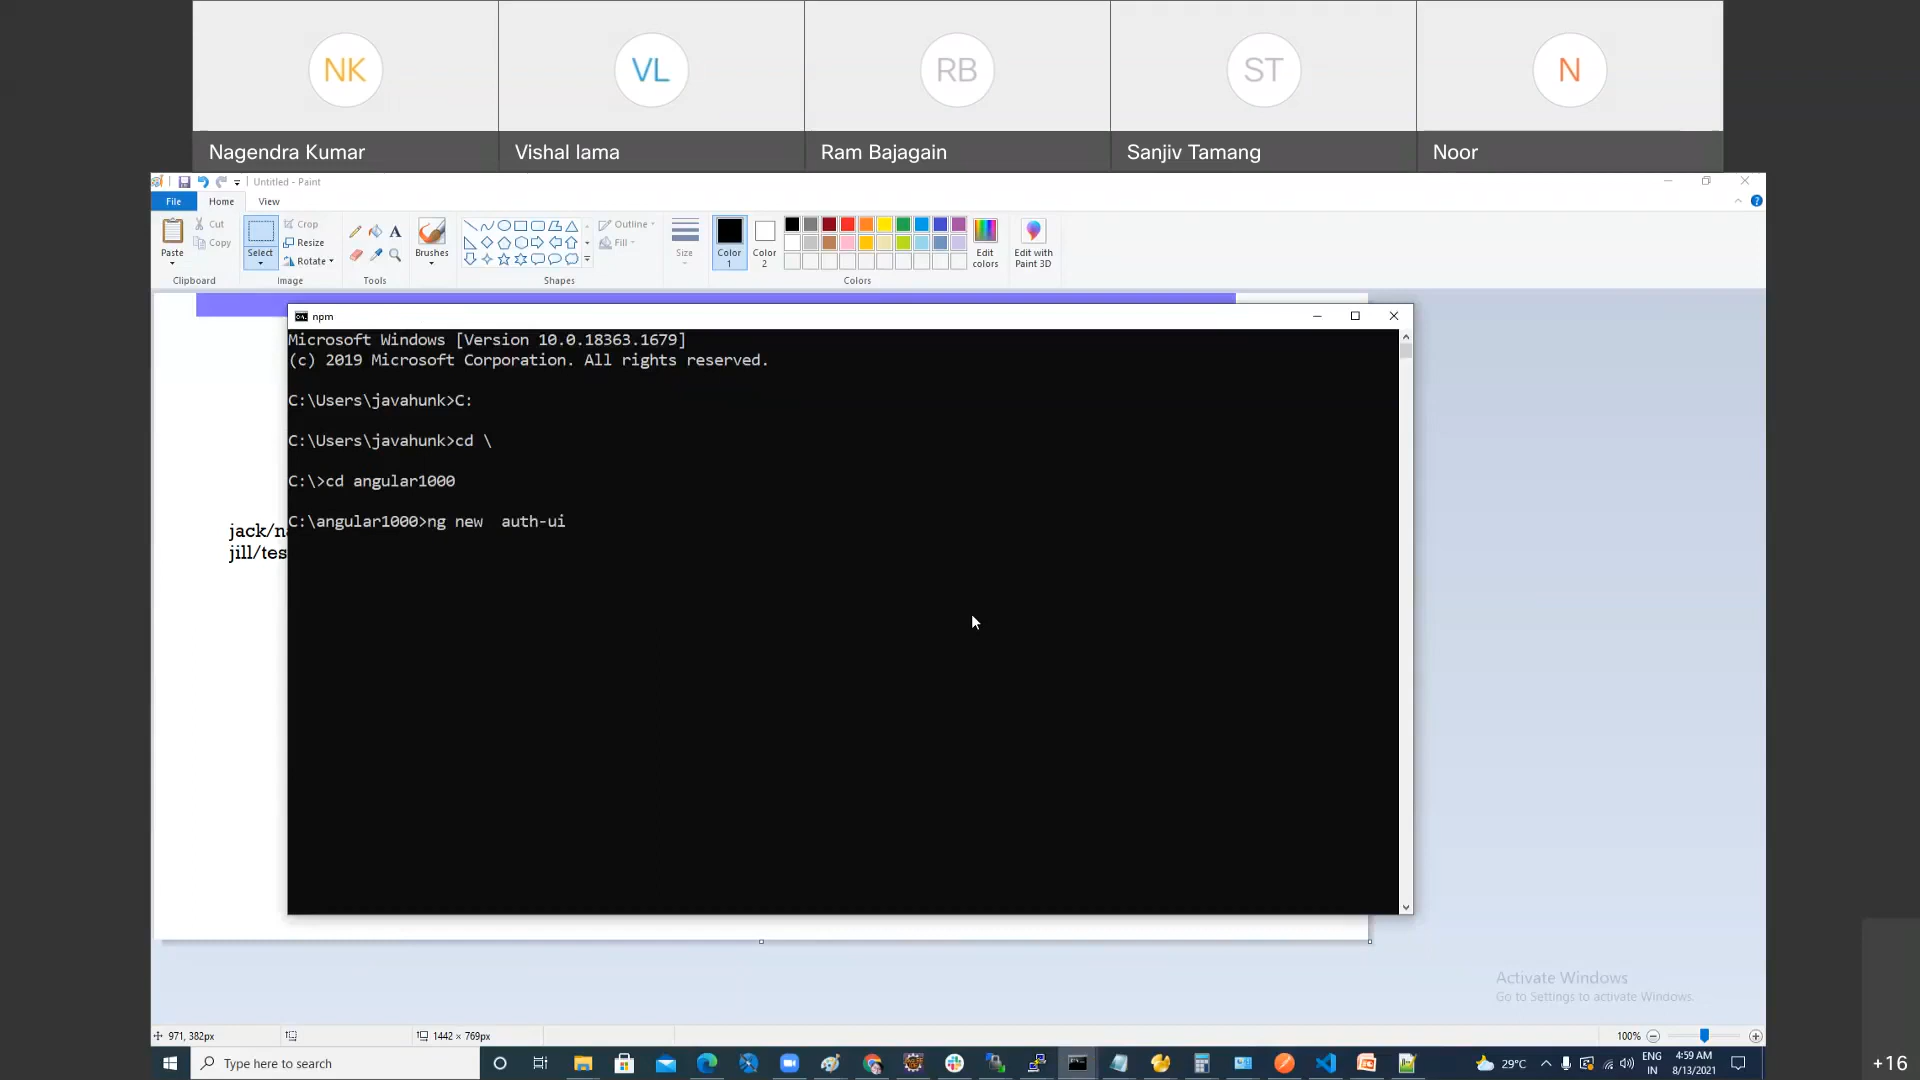 NK
VL
RB
ST
N
Nagendra Kumar
Vishal lama
Ram Bajagain
Sanjiv Tamang
Noor
Untitled - Paint
File
Home
View
Paste
Cut
Copy
Clipboard
Select
Crop
Resize
Rotate
Image
A
Tools
Brushes
Outline
Fill
Shapes
Size
Color 1
Color 2
Edit colors
Colors
Edit with Paint 3D
npm
Microsoft Windows [Version 10.0.18363.1679]
(c) 2019 Microsoft Corporation. All rights reserved.
C:\Users\javahunk>C:
C:\Users\javahunk>cd \
C:\>cd angular1000
C:\angular1000>ng new  auth-ui
jack/n
jill/tes
Activate Windows
Go to Settings to activate Windows.
971, 382px
1442 × 769px
100%
Type here to search
29°C
ENG
IN
4:59 AM
8/13/2021
+16